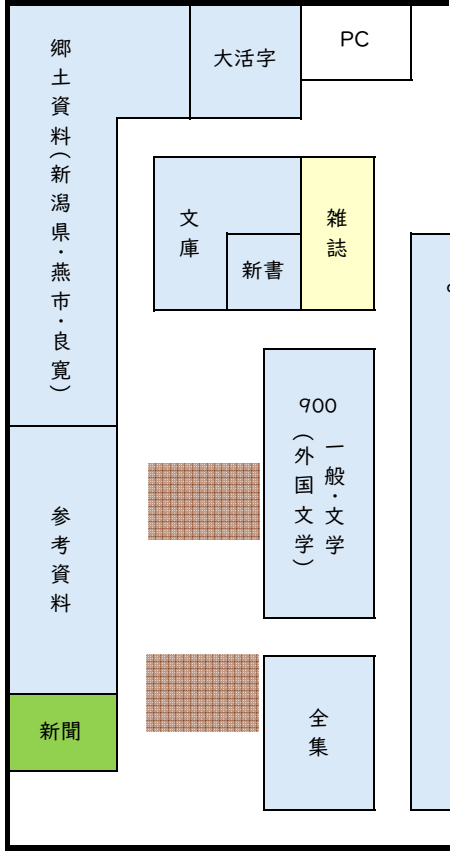 郷土資料(新潟県・燕市・良寛)
大活字
PC
文庫
新書
雑誌
900
一般・文学
(外国文学)
参考資料
新聞
全集